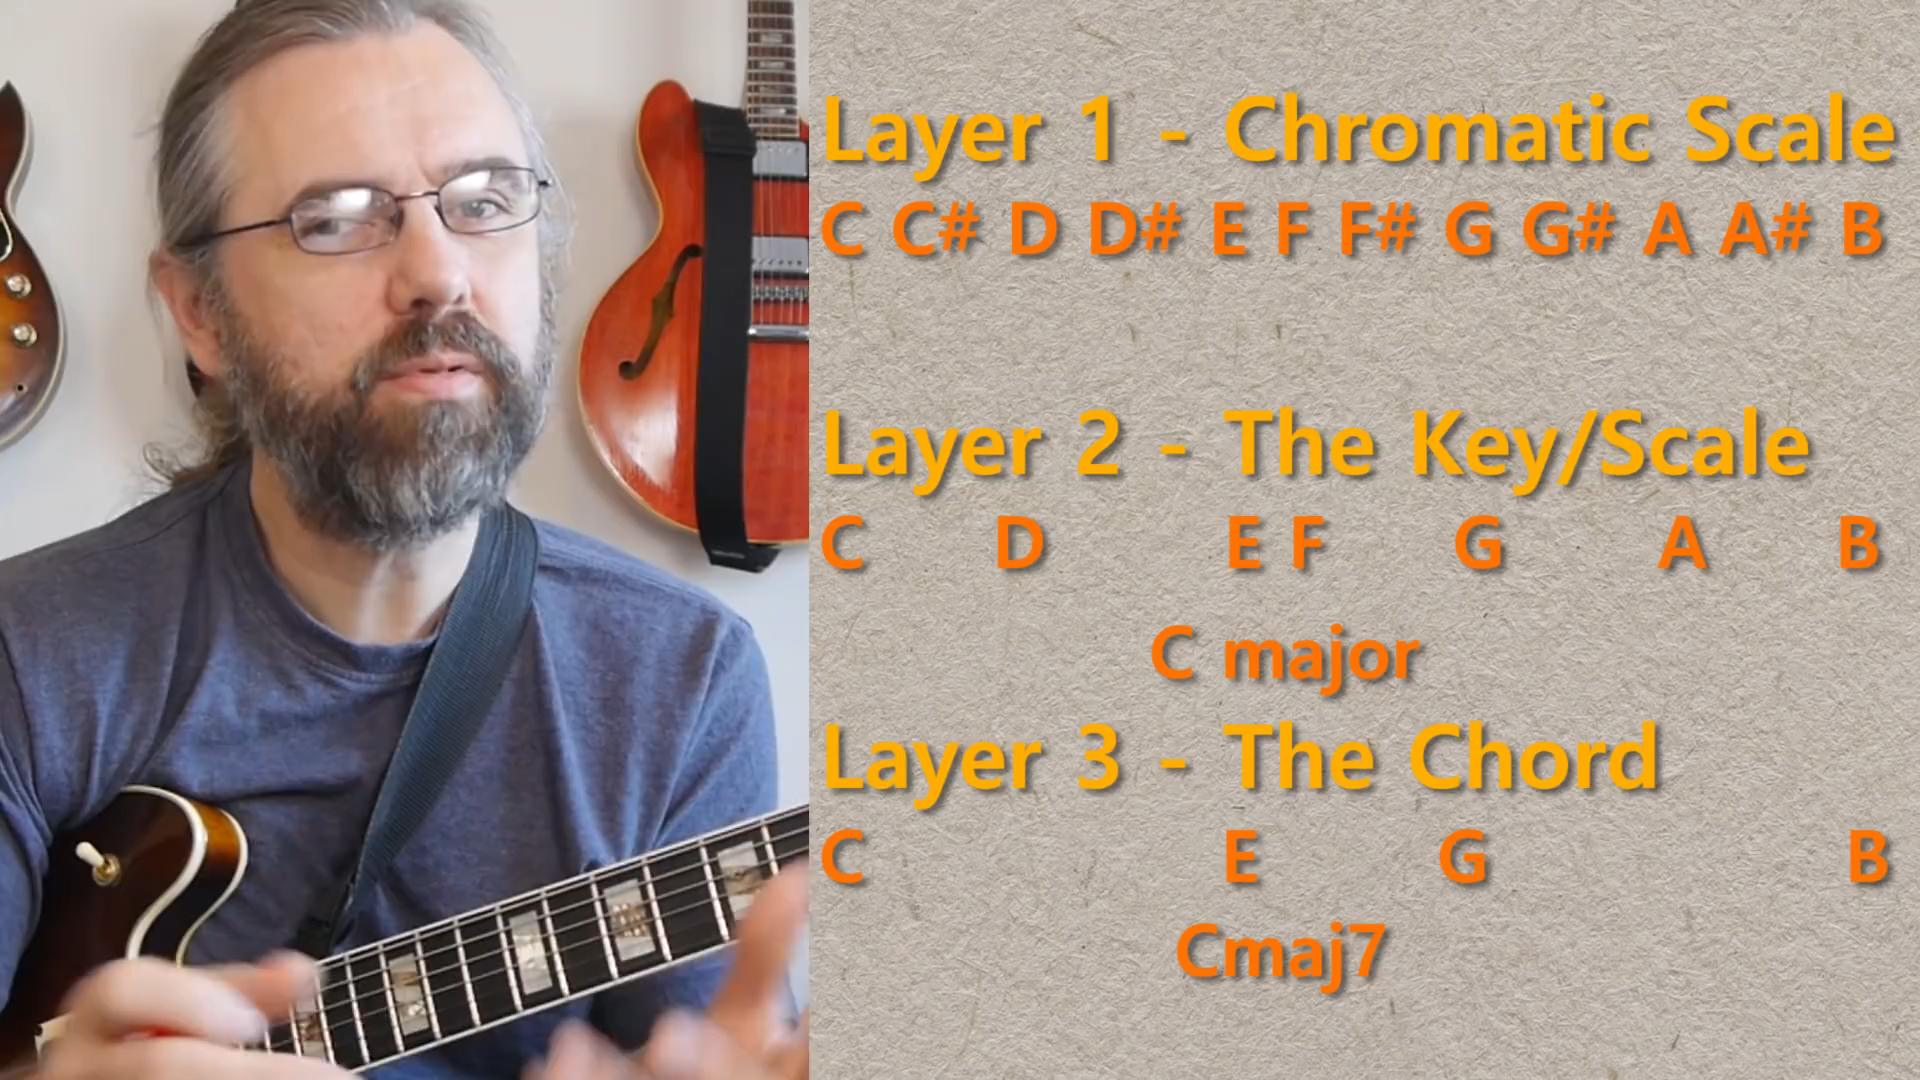 Layer 1 - Chromatic Scale
C C# D D# E F F# G G# A A# B
Layer 2 - The Key/Scale
C D E F G A B
C major
Layer 3 - The Chord
C E G B
Cmaj7